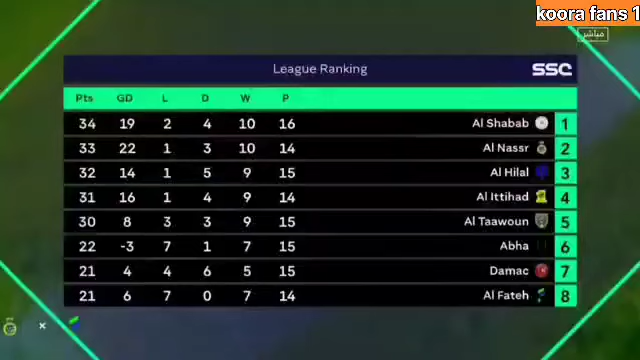 koora fans 1
مباشر
League Ranking SSC
Pts GD L D W P
34 19 2 4 10 16 Al Shabab 1
33 22 1 3 10 14 Al Nassr 2
32 14 1 5 9 15 Al Hilal 3
31 16 1 4 9 14 Al Ittihad 4
30 8 3 3 9 15 Al Taawoun 5
22 -3 7 1 7 15 Abha 6
21 4 4 6 5 15 Damac 7
21 6 7 0 7 14 Al Fateh 8